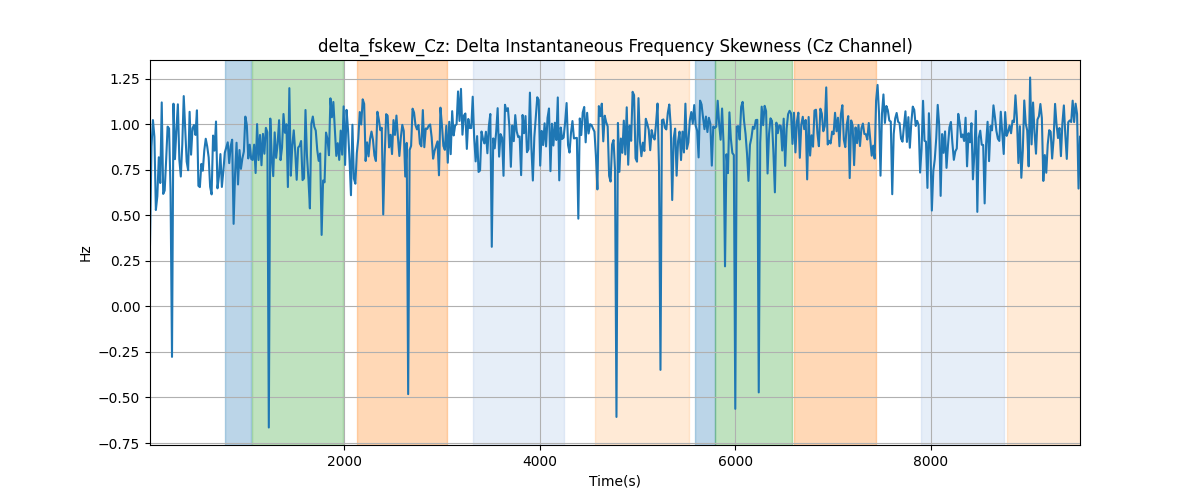 delta_fskew_Cz: Delta Instantaneous Frequency Skewness (Cz Channel)
1.25
1.00
0.75
0.50
0.25
0.00
−0.25
−0.50
−0.75
Hz
2000 4000 6000 8000
Time(s)